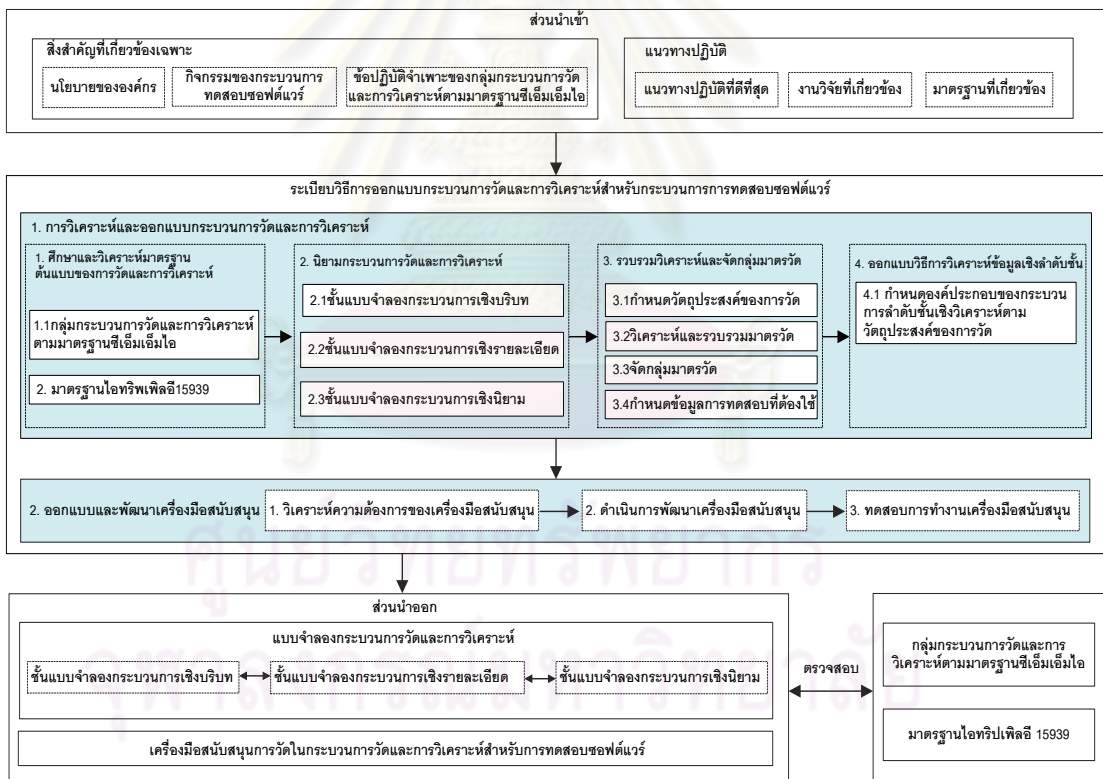 ส่วนนำเข้า
สิ่งสำคัญที่เกี่ยวข้องเฉพาะ
นโยบายขององค์กร
กิจกรรมของกระบวนการ
ทดสอบซอฟต์แวร์
ข้อปฏิบัติจำเพาะของกลุ่มกระบวนการวัด
และการวิเคราะห์ตามมาตรฐานซีเอ็มเอ็มไอ
แนวทางปฏิบัติ
แนวทางปฏิบัติที่ดีที่สุด
งานวิจัยที่เกี่ยวข้อง
มาตรฐานที่เกี่ยวข้อง
ระเบียบวิธีการออกแบบกระบวนการวัดและการวิเคราะห์สำหรับกระบวนการการทดสอบซอฟต์แวร์
1. การวิเคราะห์และออกแบบกระบวนการวัดและการวิเคราะห์
1. ศึกษาและวิเคราะห์มาตรฐาน
ต้นแบบของการวัดและการวิเคราะห์
1.1กลุ่มกระบวนการวัดและการวิเคราะห์
ตามมาตรฐานซีเอ็มเอ็มไอ
2. มาตรฐานไอทริพเพิลอี15939
2. นิยามกระบวนการวัดและการวิเคราะห์
2.1ชั้นแบบจำลองกระบวนการเชิงบริบท
2.2ชั้นแบบจำลองกระบวนการเชิงรายละเอียด
2.3ชั้นแบบจำลองกระบวนการเชิงนิยาม
3. รวบรวมวิเคราะห์และจัดกลุ่มมาตรวัด
3.1กำหนดวัตถุประสงค์ของการวัด
3.2วิเคราะห์และรวบรวมมาตรวัด
3.3จัดกลุ่มมาตรวัด
3.4กำหนดข้อมูลการทดสอบที่ต้องใช้
4. ออกแบบวิธีการวิเคราะห์ข้อมูลเชิงลำดับชั้น
4.1 กำหนดองค์ประกอบของกระบวน
การลำดับชั้นเชิงวิเคราะห์ตาม
วัตถุประสงค์ของการวัด
2. ออกแบบและพัฒนาเครื่องมือสนับสนุน
1. วิเคราะห์ความต้องการของเครื่องมือสนับสนุน
2. ดำเนินการพัฒนาเครื่องมือสนับสนุน
3. ทดสอบการทำงานเครื่องมือสนับสนุน
ศูนย์วิทยทรัพยากร
ส่วนนำออก
แบบจำลองกระบวนการวัดและการวิเคราะห์
ชั้นแบบจำลองกระบวนการเชิงบริบท
ชั้นแบบจำลองกระบวนการเชิงรายละเอียด
ชั้นแบบจำลองกระบวนการเชิงนิยาม
จุฬาลงกรณ์มหาวิทยาลัย
เครื่องมือสนับสนุนการวัดในกระบวนการวัดและการวิเคราะห์สำหรับการทดสอบซอฟต์แวร์
ตรวจสอบ
กลุ่มกระบวนการวัดและการ
วิเคราะห์ตามมาตรฐานซีเอ็มเอ็มไอ
มาตรฐานไอทริปเพิลอี 15939